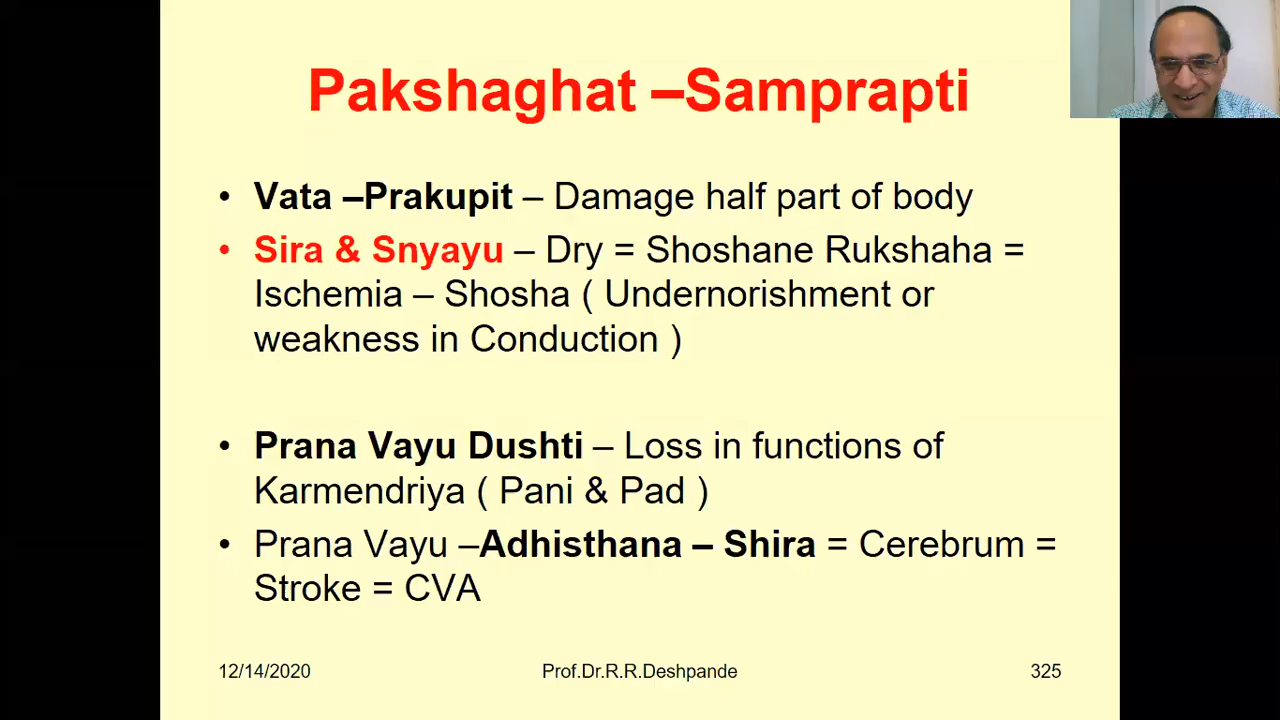 Pakshaghat –Samprapti
• Vata –Prakupit – Damage half part of body
• Sira & Snyayu – Dry = Shoshane Rukshaha =
Ischemia – Shosha ( Undernorishment or
weakness in Conduction )
• Prana Vayu Dushti – Loss in functions of
Karmendriya ( Pani & Pad )
• Prana Vayu –Adhisthana – Shira = Cerebrum =
Stroke = CVA
12/14/2020 Prof.Dr.R.R.Deshpande 325